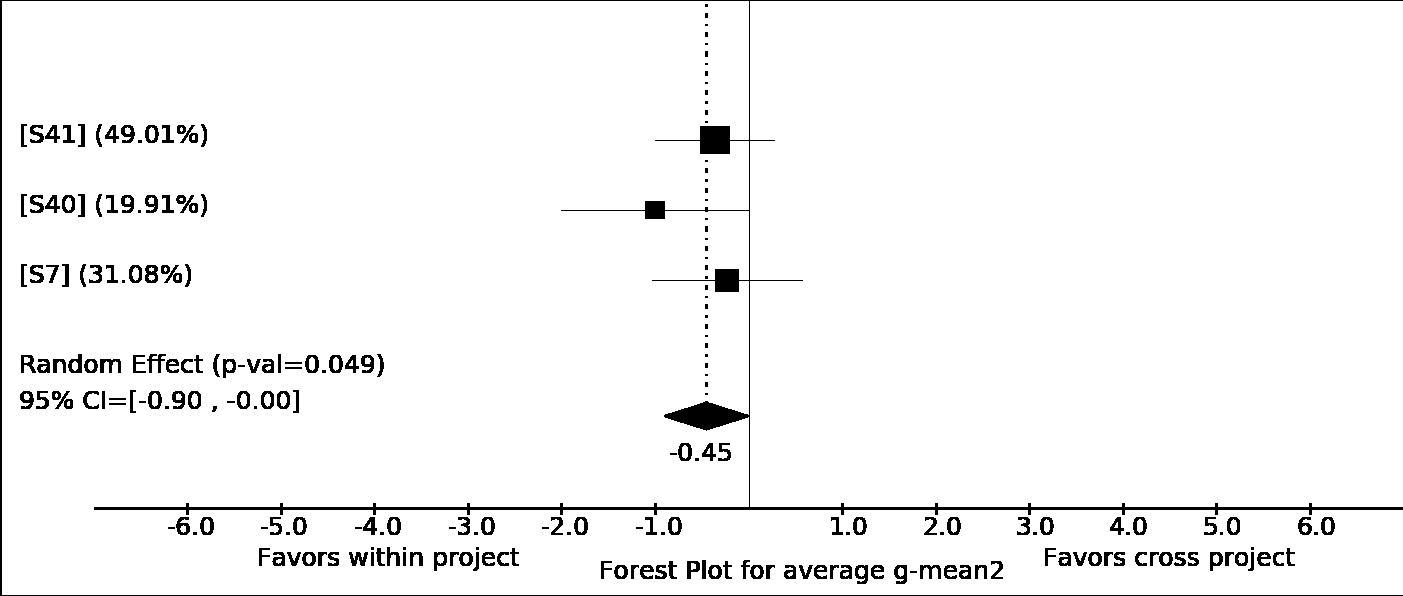 [S41] (49.01%)
[S40] (19.91%)
[S7] (31.08%)
Random Effect (p-val=0.049)
95% CI=[-0.90 , -0.00]
-0.45
-6.0 -5.0 -4.0 -3.0 -2.0 -1.0 1.0 2.0 3.0 4.0 5.0 6.0
Favors within project Favors cross project
Forest Plot for average g-mean2